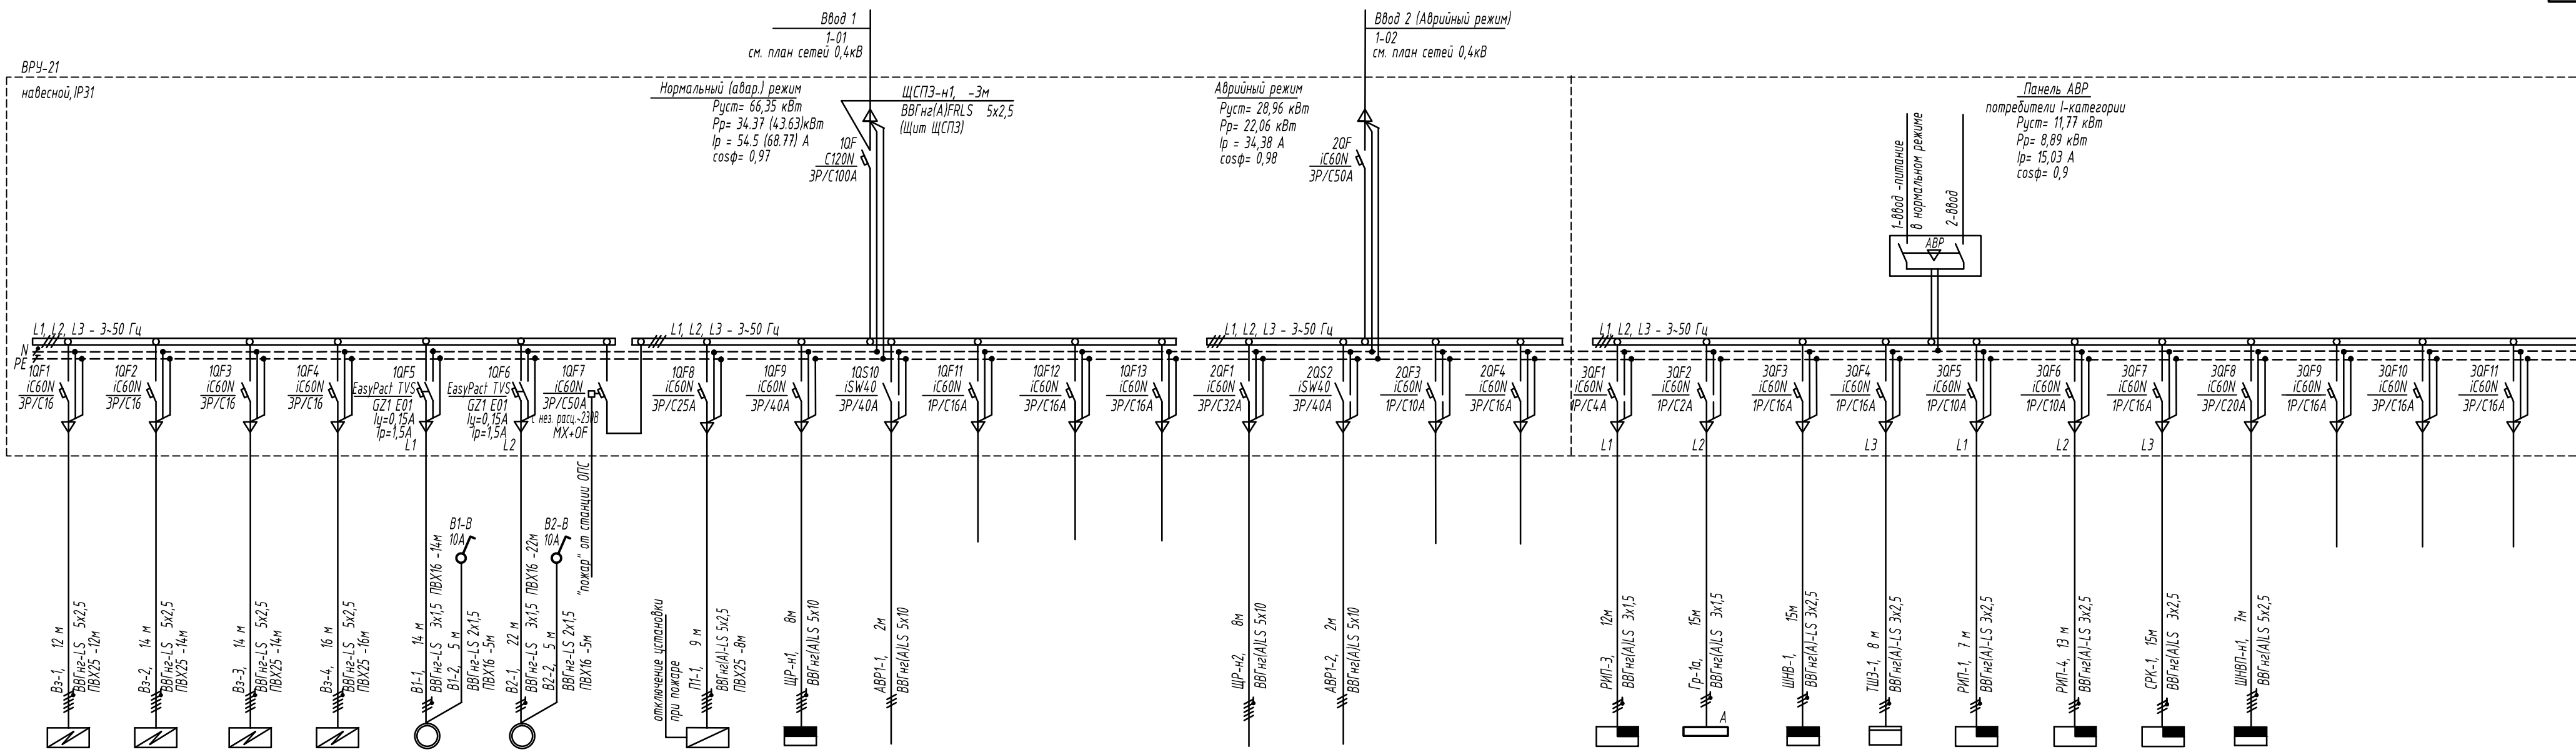 Ввод 1
1-01
см. план сетей 0,4кВ
Ввод 2 (Аврийный режим)
1-02
см. план сетей 0,4кВ
ВРУ-21
навесной, IP31
Нормальный (авар.) режим
Руст= 66,35 кВт
Рр= 34.37 (43.63)кВт
Iр = 54.5 (68.77) А
cosφ= 0,97
ЩСПЗ-н1, -3м
ВВГнг(А)FRLS 5х2,5
(Щит ЩСПЗ)
1QF
C120N
3P/C100A
Аврийный режим
Руст= 28,96 кВт
Рр= 22,06 кВт
Iр = 34,38 А
cosφ= 0,98
2QF
iC60N
3P/C50A
Панель АВР
потребители I-категории
Руст= 11,77 кВт
Рр= 8,89 кВт
Iр= 15,03 А
cosφ= 0,9
1-ввод -питание
в нормальном режиме
2-ввод
АВР
L1, L2, L3 - 3~50 Гц
L1, L2, L3 - 3~50 Гц
L1, L2, L3 - 3~50 Гц
L1, L2, L3 - 3~50 Гц
N
PE
1QF1
iC60N
3P/C16
1QF2
iC60N
3P/C16
1QF3
iC60N
3P/C16
1QF4
iC60N
3P/C16
1QF5
EasyPact TVS
GZ1 E01
Iу=0,15А
Iр=1,5А
L1
1QF6
EasyPact TVS
GZ1 E01
Iу=0,15А
Iр=1,5А
L2
1QF7
iC60N
3P/C50A
с нез. расц.~230В
MX+OF
1QF8
iC60N
3P/C25A
1QF9
iC60N
3P/40A
1QS10
iSW40
3P/40A
1QF11
iC60N
1P/C16A
1QF12
iC60N
3P/C16A
1QF13
iC60N
3P/C16A
2QF1
iC60N
3P/C32A
2QS2
iSW40
3P/40A
2QF3
iC60N
1P/C10A
2QF4
iC60N
3P/C16A
3QF1
iC60N
1P/C4A
L1
3QF2
iC60N
1P/C2A
L2
3QF3
iC60N
1P/C16A
3QF4
iC60N
1P/C16A
L3
3QF5
iC60N
1P/C10A
L1
3QF6
iC60N
1P/C10A
L2
3QF7
iC60N
1P/C16A
L3
3QF8
iC60N
3P/C20A
3QF9
iC60N
1P/C16A
3QF10
iC60N
3P/C16A
3QF11
iC60N
3P/C16A
Вэ-1, 12 м
ВВГнг-LS 5х2,5
ПВХ25 -12м
Вэ-2, 14 м
ВВГнг-LS 5х2,5
ПВХ25 -14м
Вэ-3, 14 м
ВВГнг-LS 5х2,5
ПВХ25 -14м
Вэ-4, 16 м
ВВГнг-LS 5х2,5
ПВХ25 -16м
В1-1, 14 м
ВВГнг-LS 3х1,5 ПВХ16 -14м
В1-В
10А
В1-2, 5 м
ВВГнг-LS 2х1,5
ПВХ16 -5м
В2-1, 22 м
ВВГнг-LS 3х1,5 ПВХ16 -22м
В2-В
10А
В2-2, 5 м
ВВГнг-LS 2х1,5
ПВХ16 -5м
"пожар" от станции ОПС
отключение установки
при пожаре
П1-1, 9 м
ВВГнг(А)-LS 5х2,5
ПВХ25 -8м
ЩР-н1, 8м
ВВГнг(А)LS 5х10
АВР1-1, 2м
ВВГнг(А)LS 5х10
ЩР-н2, 8м
ВВГнг(А)LS 5х10
АВР1-2, 2м
ВВГнг(А)LS 5х10
РИП-3, 12м
ВВГнг(А)LS 3х1,5
Гр-1а, 15м
ВВГнг(А)LS 3х1,5
А
ШНВ-1, 15м
ВВГнг(А)-LS 3х2,5
ТШЗ-1, 8 м
ВВГнг(А)-LS 3х2,5
РИП-1, 7 м
ВВГнг(А)-LS 3х2,5
РИП-4, 13 м
ВВГнг(А)-LS 3х2,5
СРК-1, 15м
ВВГнг(А)LS 3х2,5
ШНВП-н1, 7м
ВВГнг(А)LS 5х2,5